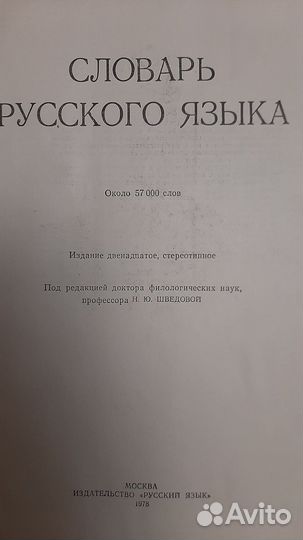 СЛОВАРЬ
РУССКОГО ЯЗЫКА
Около 57 000 слов
Издание двенадцатое, стереотипное
Под редакцией доктора филологических наук,
профессора Н. Ю. ШВЕДОВОЙ
МОСКВА
ИЗДАТЕЛЬСТВО «РУССКИЙ ЯЗЫК»
1978
Avito